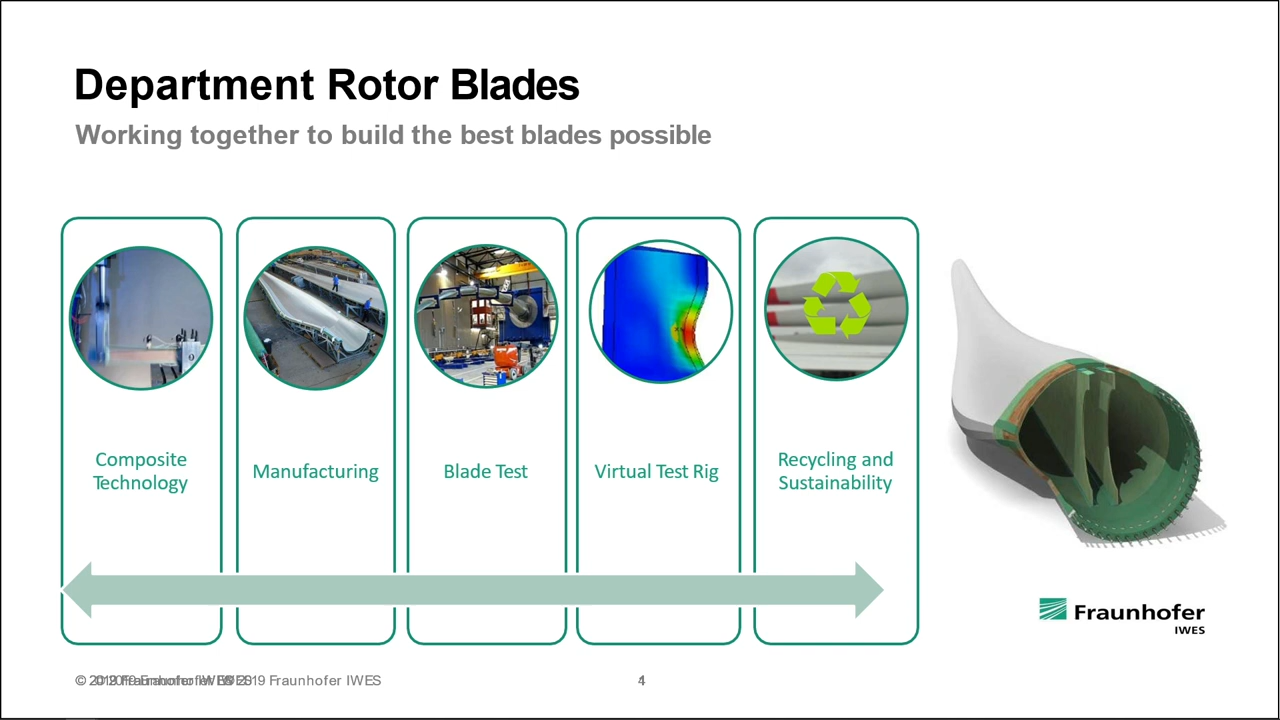 Department Rotor Blades
Working together to build the best blades possible
Composite
Technology
Manufacturing
Blade Test
Virtual Test Rig
Recycling and
Sustainability
Fraunhofer
IWES
© 2019 Fraunhofer IWES
4